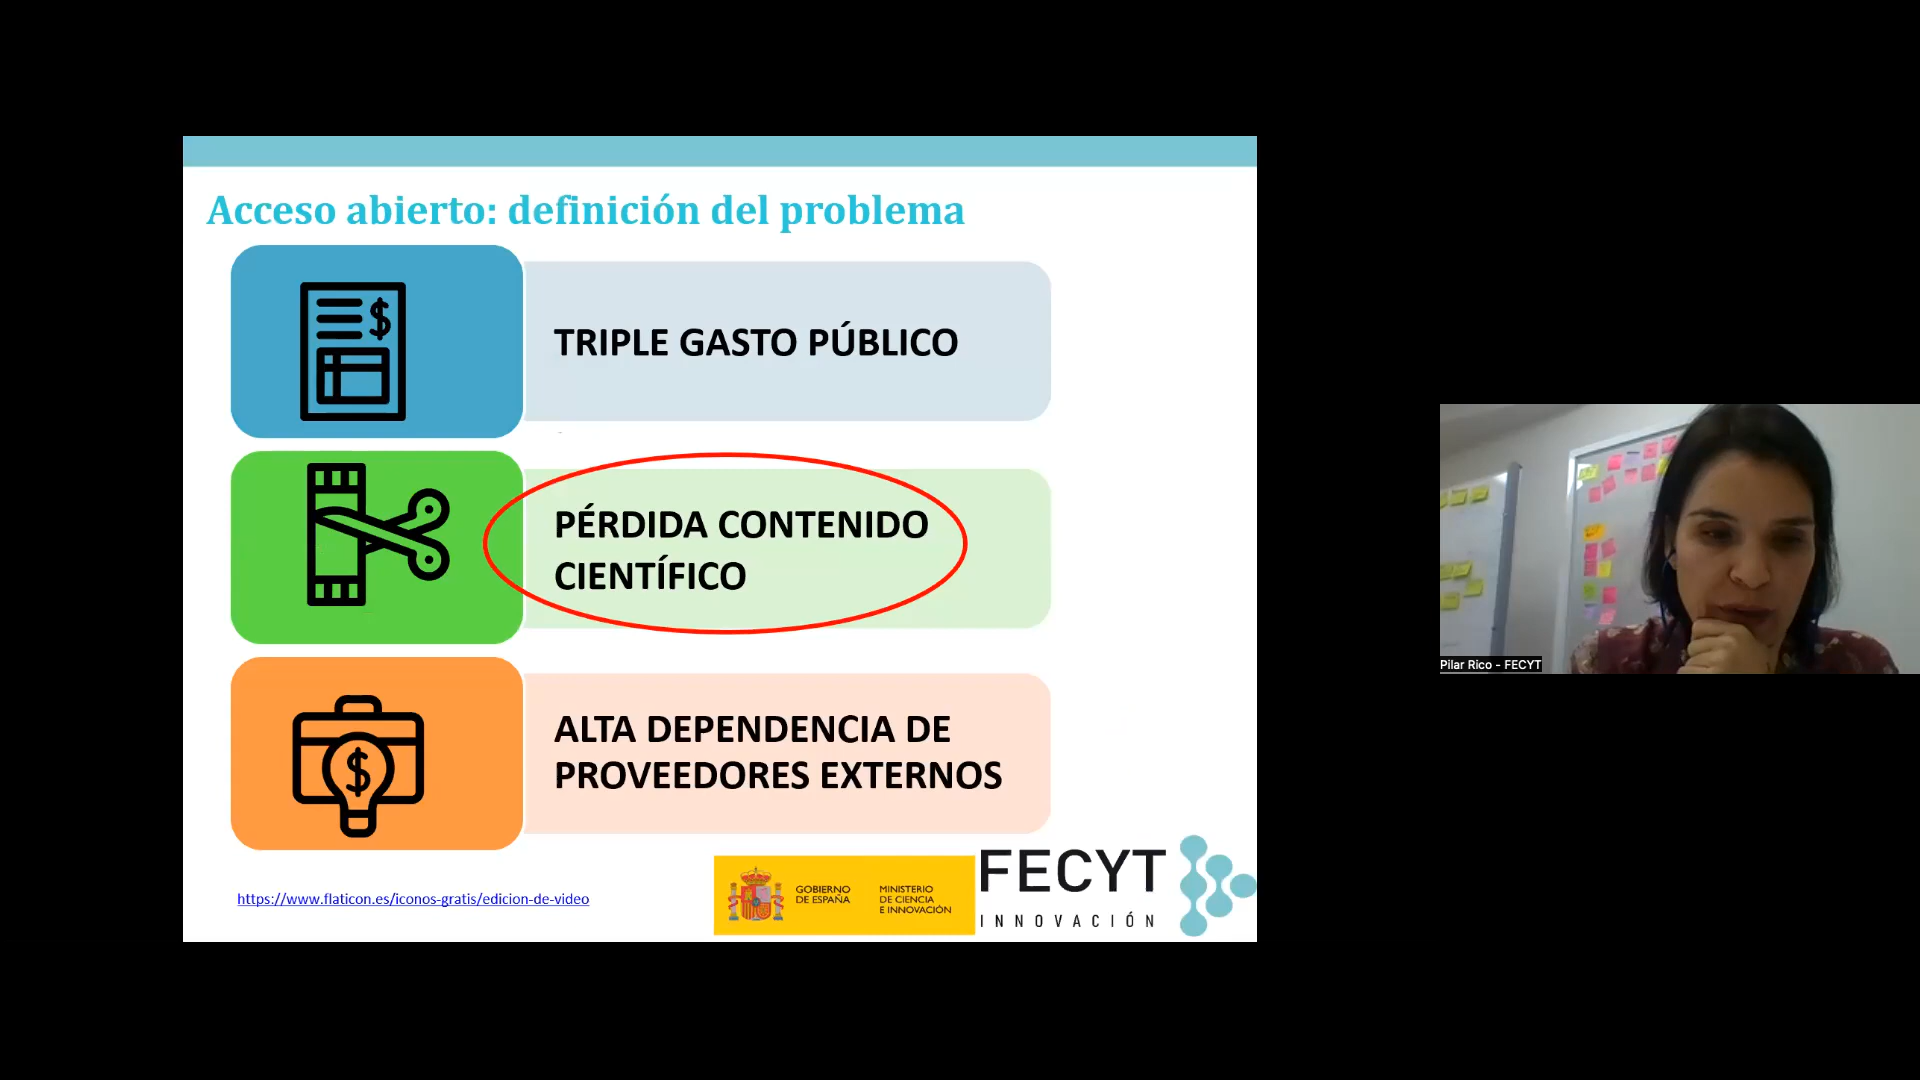 Acceso abierto: definición del problema
$
TRIPLE GASTO PÚBLICO
PÉRDIDA CONTENIDO
CIENTÍFICO
$
ALTA DEPENDENCIA DE
PROVEEDORES EXTERNOS
https://www.flaticon.es/iconos-gratis/edicion-de-video
GOBIERNO
DE ESPAÑA
MINISTERIO
DE CIENCIA
E INNOVACIÓN
FECYT
INNOVACIÓN
Pilar Rico - FECYT